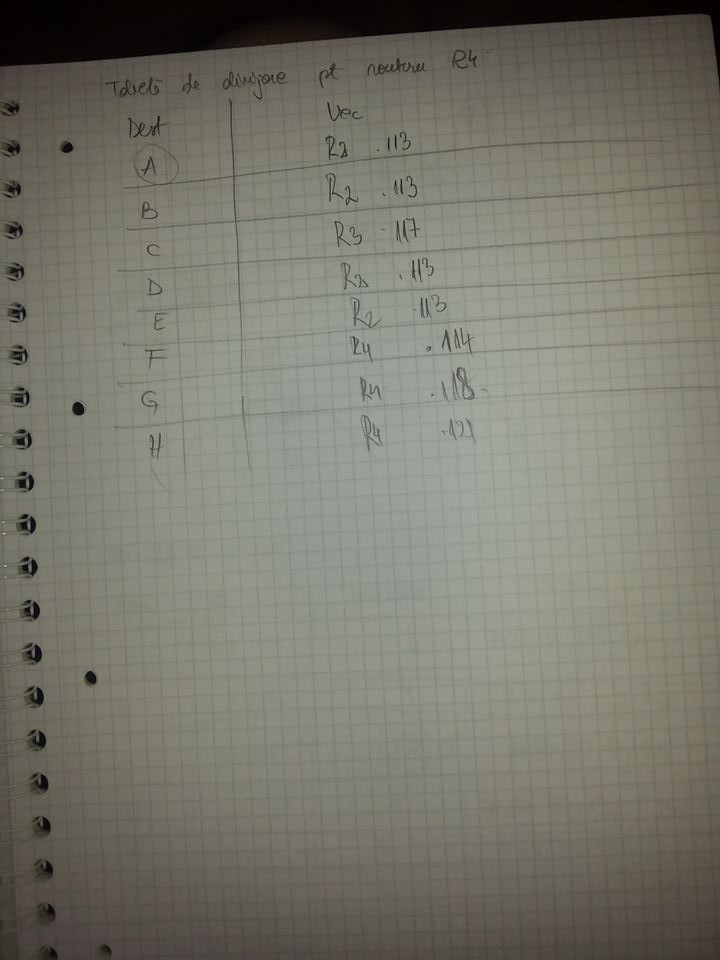 Tabelă de dirijare pt routerul R4
Dest Vec
A R2 .113
B R2 .113
C R3 .117
D R2 .113
E R2 .113
F R4 .114
G R4 .118
H R4 .121